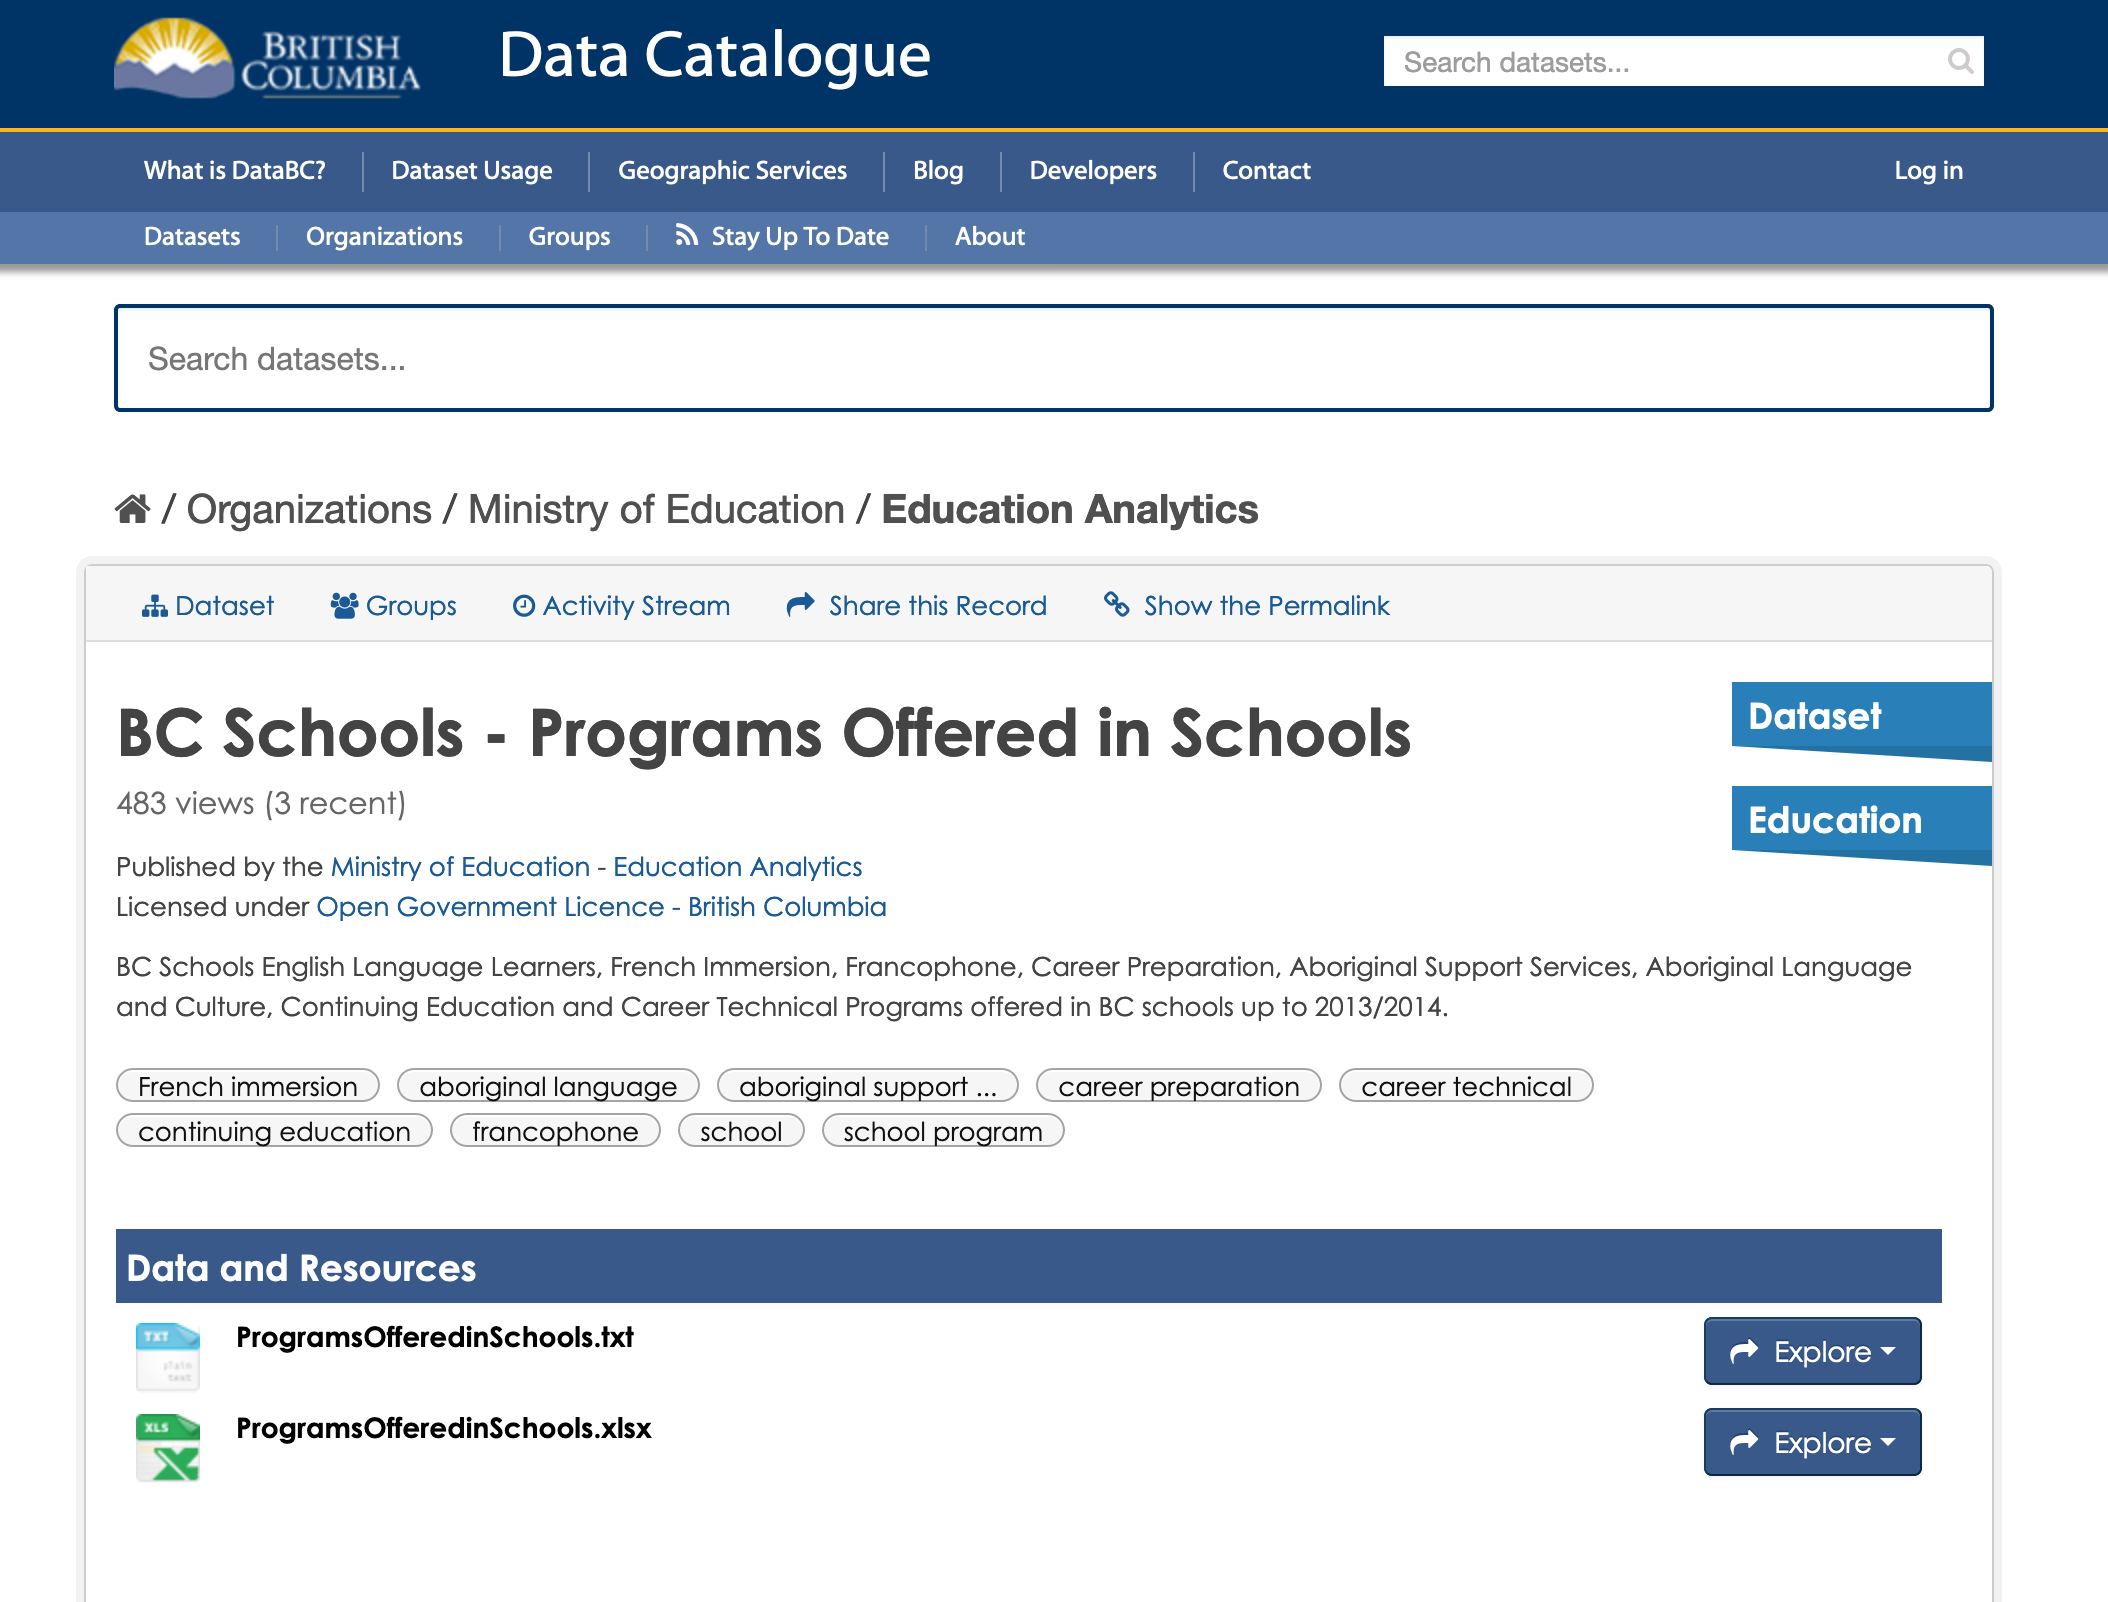 BRITISH
COLUMBIA
Data Catalogue
Search datasets...
What is DataBC?
Dataset Usage
Geographic Services
Blog
Developers
Contact
Log in
Datasets
Organizations
Groups
Stay Up To Date
About
Search datasets...
/ Organizations / Ministry of Education / Education Analytics
Dataset
Groups
Activity Stream
Share this Record
Show the Permalink
BC Schools - Programs Offered in Schools
Dataset
483 views (3 recent)
Education
Published by the Ministry of Education - Education Analytics
Licensed under Open Government Licence - British Columbia
BC Schools English Language Learners, French Immersion, Francophone, Career Preparation, Aboriginal Support Services, Aboriginal Language
and Culture, Continuing Education and Career Technical Programs offered in BC schools up to 2013/2014.
French immersion
aboriginal language
aboriginal support ...
career preparation
career technical
continuing education
francophone
school
school program
Data and Resources
TXT
plain
text
ProgramsOfferedinSchools.txt
Explore
XLS
ProgramsOfferedinSchools.xlsx
Explore